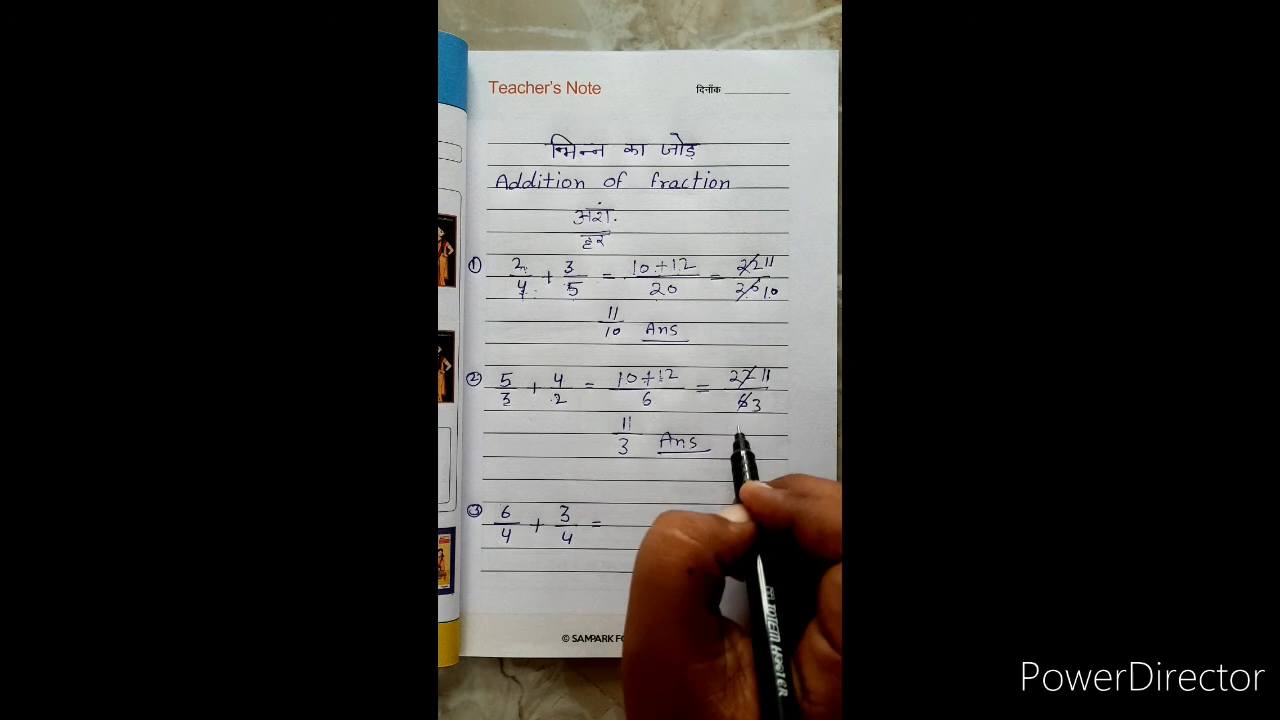 Teacher's Note
दिनाँक
भिन्न का जोड़
Addition of fraction
अंश
हर
① 2/4 + 3/5 = 10+12/20 = 22 11/20 10
11/10 Ans
② 5/3 + 4/2 = 10+12/6 = 22 11/6 3
11/3 Ans
③ 6/4 + 3/4 =
© SAMPARK FO
PowerDirector